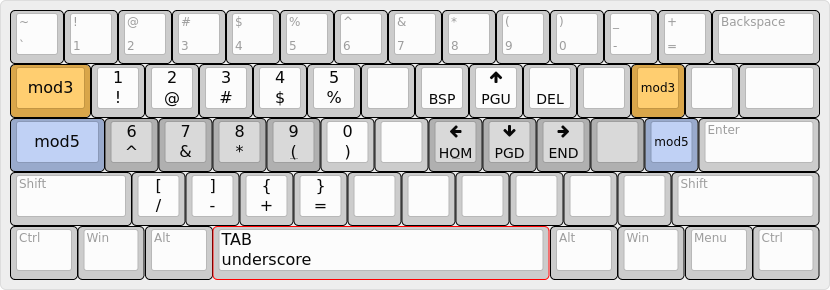 ~ ! @ # $ % ^ & * ( ) _ + Backspace
` 1 2 3 4 5 6 7 8 9 0 - =
mod3 1 2 3 4 5 🡹 mod3
! @ # $ % BSP PGU DEL
mod5 6 7 8 9 0 🡸 🡻 🡺 mod5 Enter
^ & * ( ) HOM PGD END
Shift [ ] { } Shift
/ - + =
Ctrl Win Alt TAB Alt Win Menu Ctrl
underscore